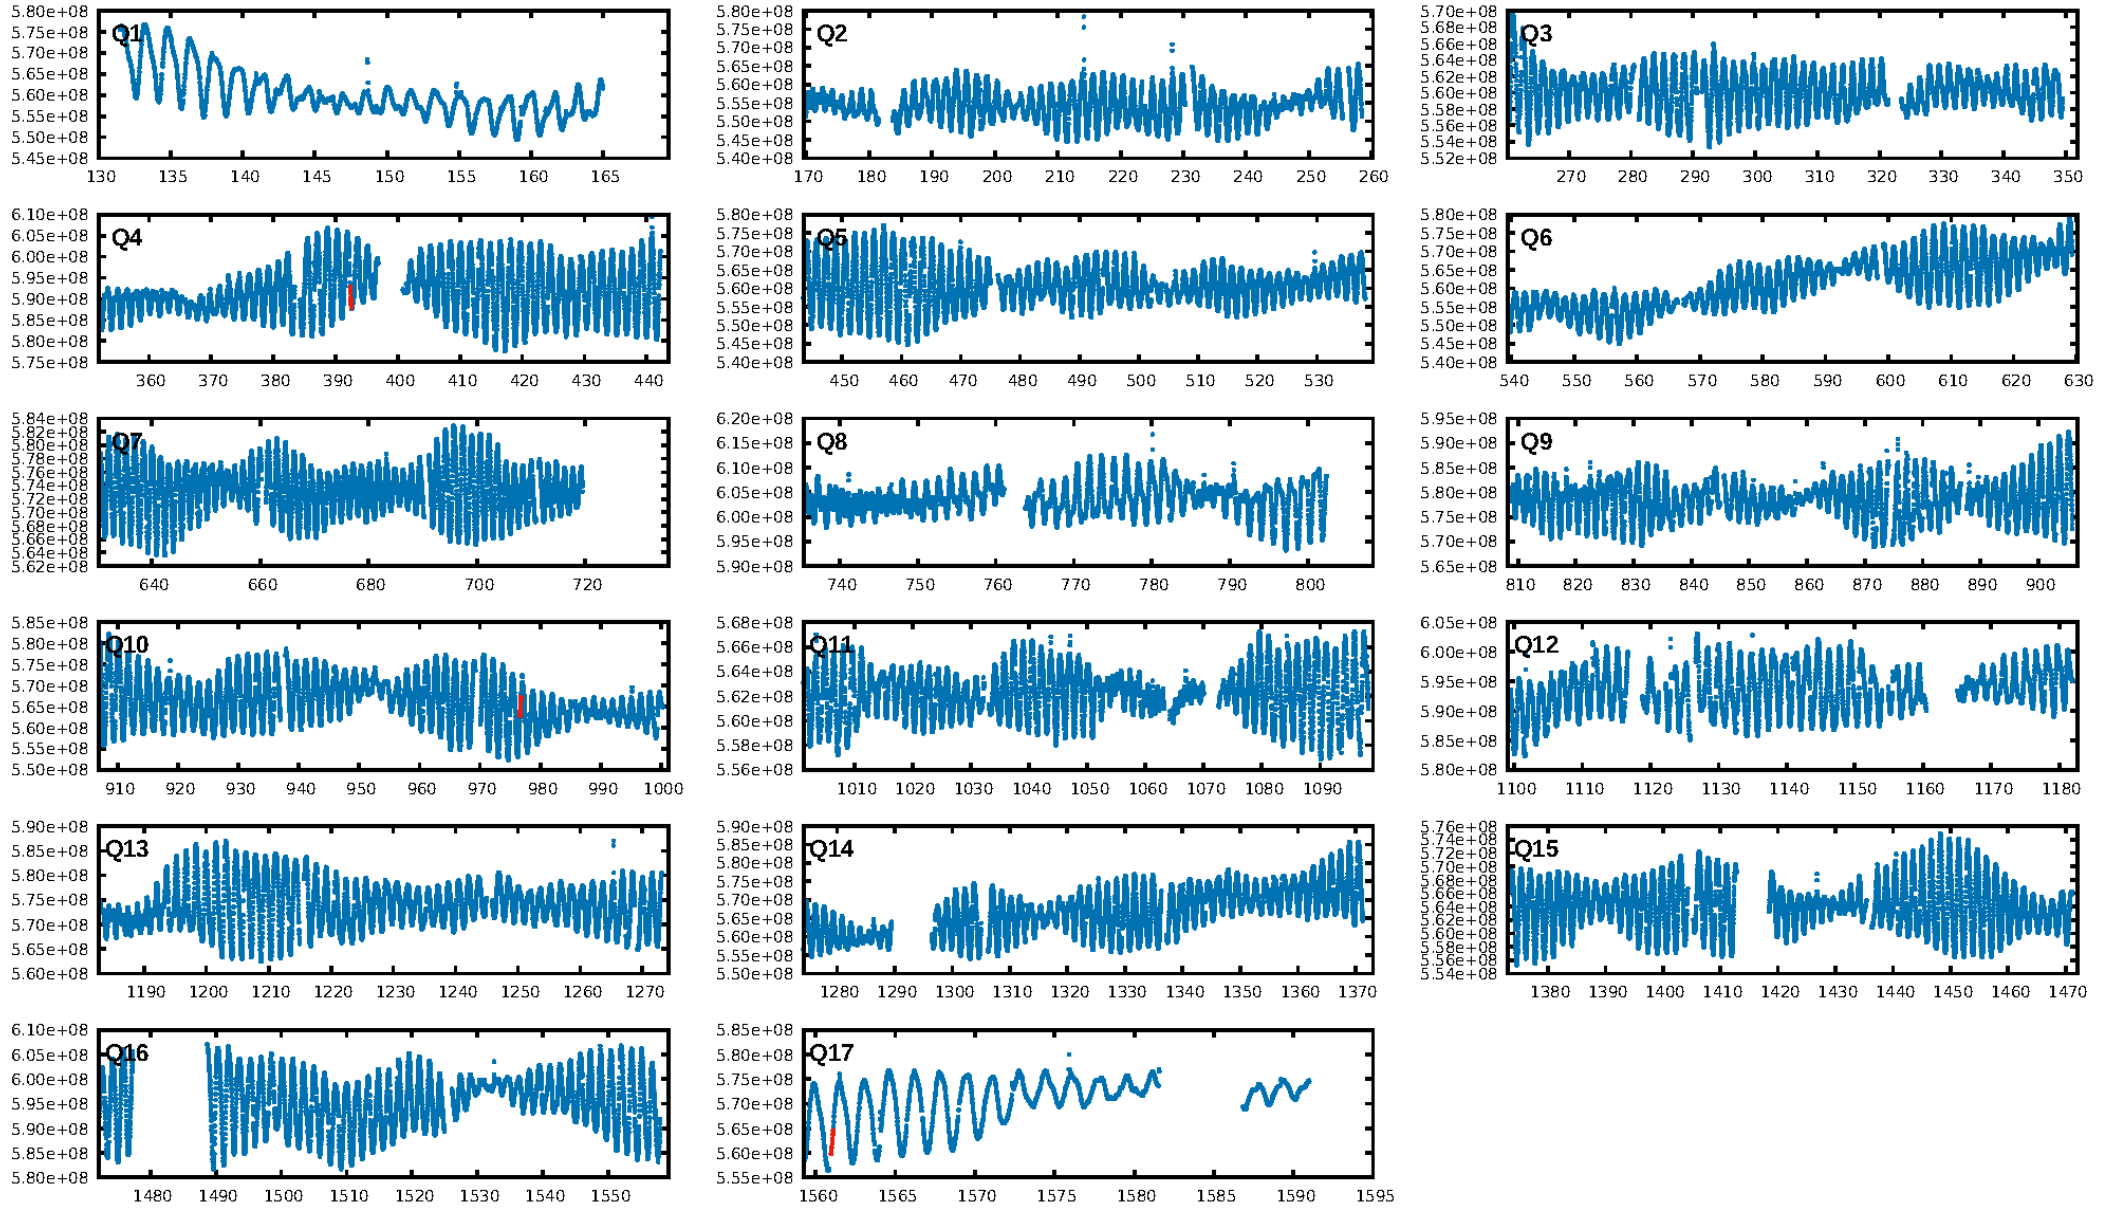 5.80e+08 5.75e+08 5.70e+08 5.65e+08 5.60e+08 5.55e+08 5.50e+08 5.45e+08
Q1
130 135 140 145 150 155 160 165
5.80e+08 5.75e+08 5.70e+08 5.65e+08 5.60e+08 5.55e+08 5.50e+08 5.45e+08 5.40e+08
Q2
170 180 190 200 210 220 230 240 250 260
5.70e+08 5.68e+08 5.66e+08 5.64e+08 5.62e+08 5.60e+08 5.58e+08 5.56e+08 5.54e+08 5.52e+08
Q3
270 280 290 300 310 320 330 340 350
6.10e+08 6.05e+08 6.00e+08 5.95e+08 5.90e+08 5.85e+08 5.80e+08 5.75e+08
Q4
360 370 380 390 400 410 420 430 440
5.80e+08 5.75e+08 5.70e+08 5.65e+08 5.60e+08 5.55e+08 5.50e+08 5.45e+08 5.40e+08
Q5
450 460 470 480 490 500 510 520 530
5.80e+08 5.75e+08 5.70e+08 5.65e+08 5.60e+08 5.55e+08 5.50e+08 5.45e+08 5.40e+08
Q6
540 550 560 570 580 590 600 610 620 630
5.84e+08 5.82e+08 5.80e+08 5.78e+08 5.76e+08 5.74e+08 5.72e+08 5.70e+08 5.68e+08 5.66e+08 5.64e+08 5.62e+08
Q7
640 660 680 700 720
6.20e+08 6.15e+08 6.10e+08 6.05e+08 6.00e+08 5.95e+08 5.90e+08
Q8
740 750 760 770 780 790 800
5.95e+08 5.90e+08 5.85e+08 5.80e+08 5.75e+08 5.70e+08 5.65e+08
Q9
810 820 830 840 850 860 870 880 890 900
5.85e+08 5.80e+08 5.75e+08 5.70e+08 5.65e+08 5.60e+08 5.55e+08 5.50e+08
Q10
910 920 930 940 950 960 970 980 990 1000
5.68e+08 5.66e+08 5.64e+08 5.62e+08 5.60e+08 5.58e+08 5.56e+08
Q11
1010 1020 1030 1040 1050 1060 1070 1080 1090
6.05e+08 6.00e+08 5.95e+08 5.90e+08 5.85e+08 5.80e+08
Q12
1100 1110 1120 1130 1140 1150 1160 1170 1180
5.90e+08 5.85e+08 5.80e+08 5.75e+08 5.70e+08 5.65e+08 5.60e+08
Q13
1190 1200 1210 1220 1230 1240 1250 1260 1270
5.90e+08 5.85e+08 5.80e+08 5.75e+08 5.70e+08 5.65e+08 5.60e+08 5.55e+08 5.50e+08
Q14
1280 1290 1300 1310 1320 1330 1340 1350 1360 1370
5.76e+08 5.74e+08 5.72e+08 5.70e+08 5.68e+08 5.66e+08 5.64e+08 5.62e+08 5.60e+08 5.58e+08 5.56e+08 5.54e+08
Q15
1380 1390 1400 1410 1420 1430 1440 1450 1460 1470
6.10e+08 6.05e+08 6.00e+08 5.95e+08 5.90e+08 5.85e+08 5.80e+08
Q16
1480 1490 1500 1510 1520 1530 1540 1550
5.85e+08 5.80e+08 5.75e+08 5.70e+08 5.65e+08 5.60e+08 5.55e+08
Q17
1560 1565 1570 1575 1580 1585 1590 1595